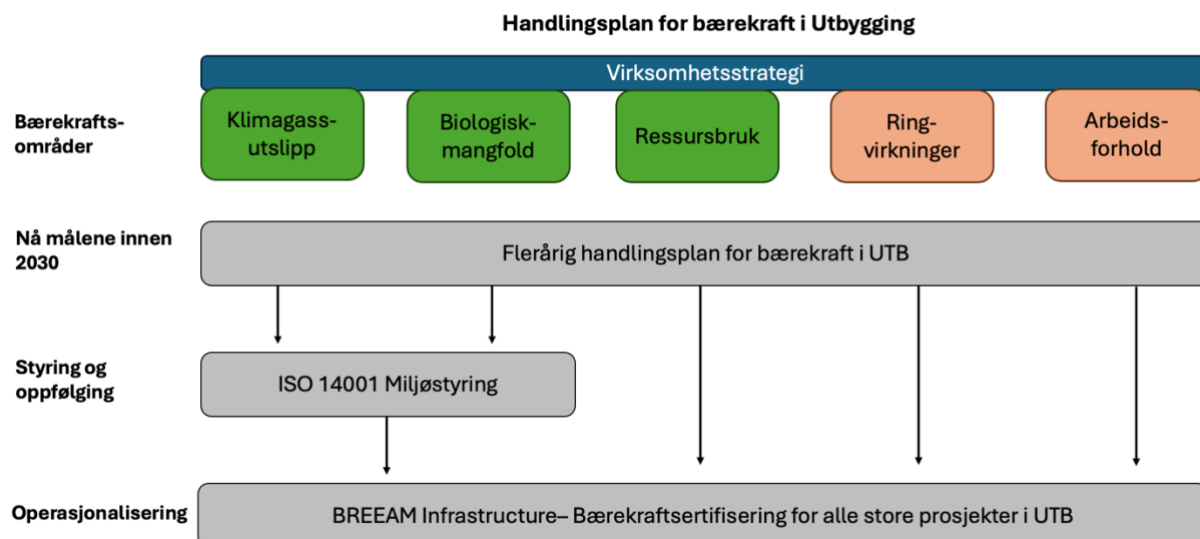 Handlingsplan for bærekraft i Utbygging
Virksomhetsstrategi
Bærekrafts-
områder
Klimagass-
utslipp
Biologisk-
mangfold
Ressursbruk
Ring-
virkninger
Arbeids-
forhold
Nå målene innen
2030
Flerårig handlingsplan for bærekraft i UTB
Styring og
oppfølging
ISO 14001 Miljøstyring
Operasjonalisering
BREEAM Infrastructure– Bærekraftsertifisering for alle store prosjekter i UTB